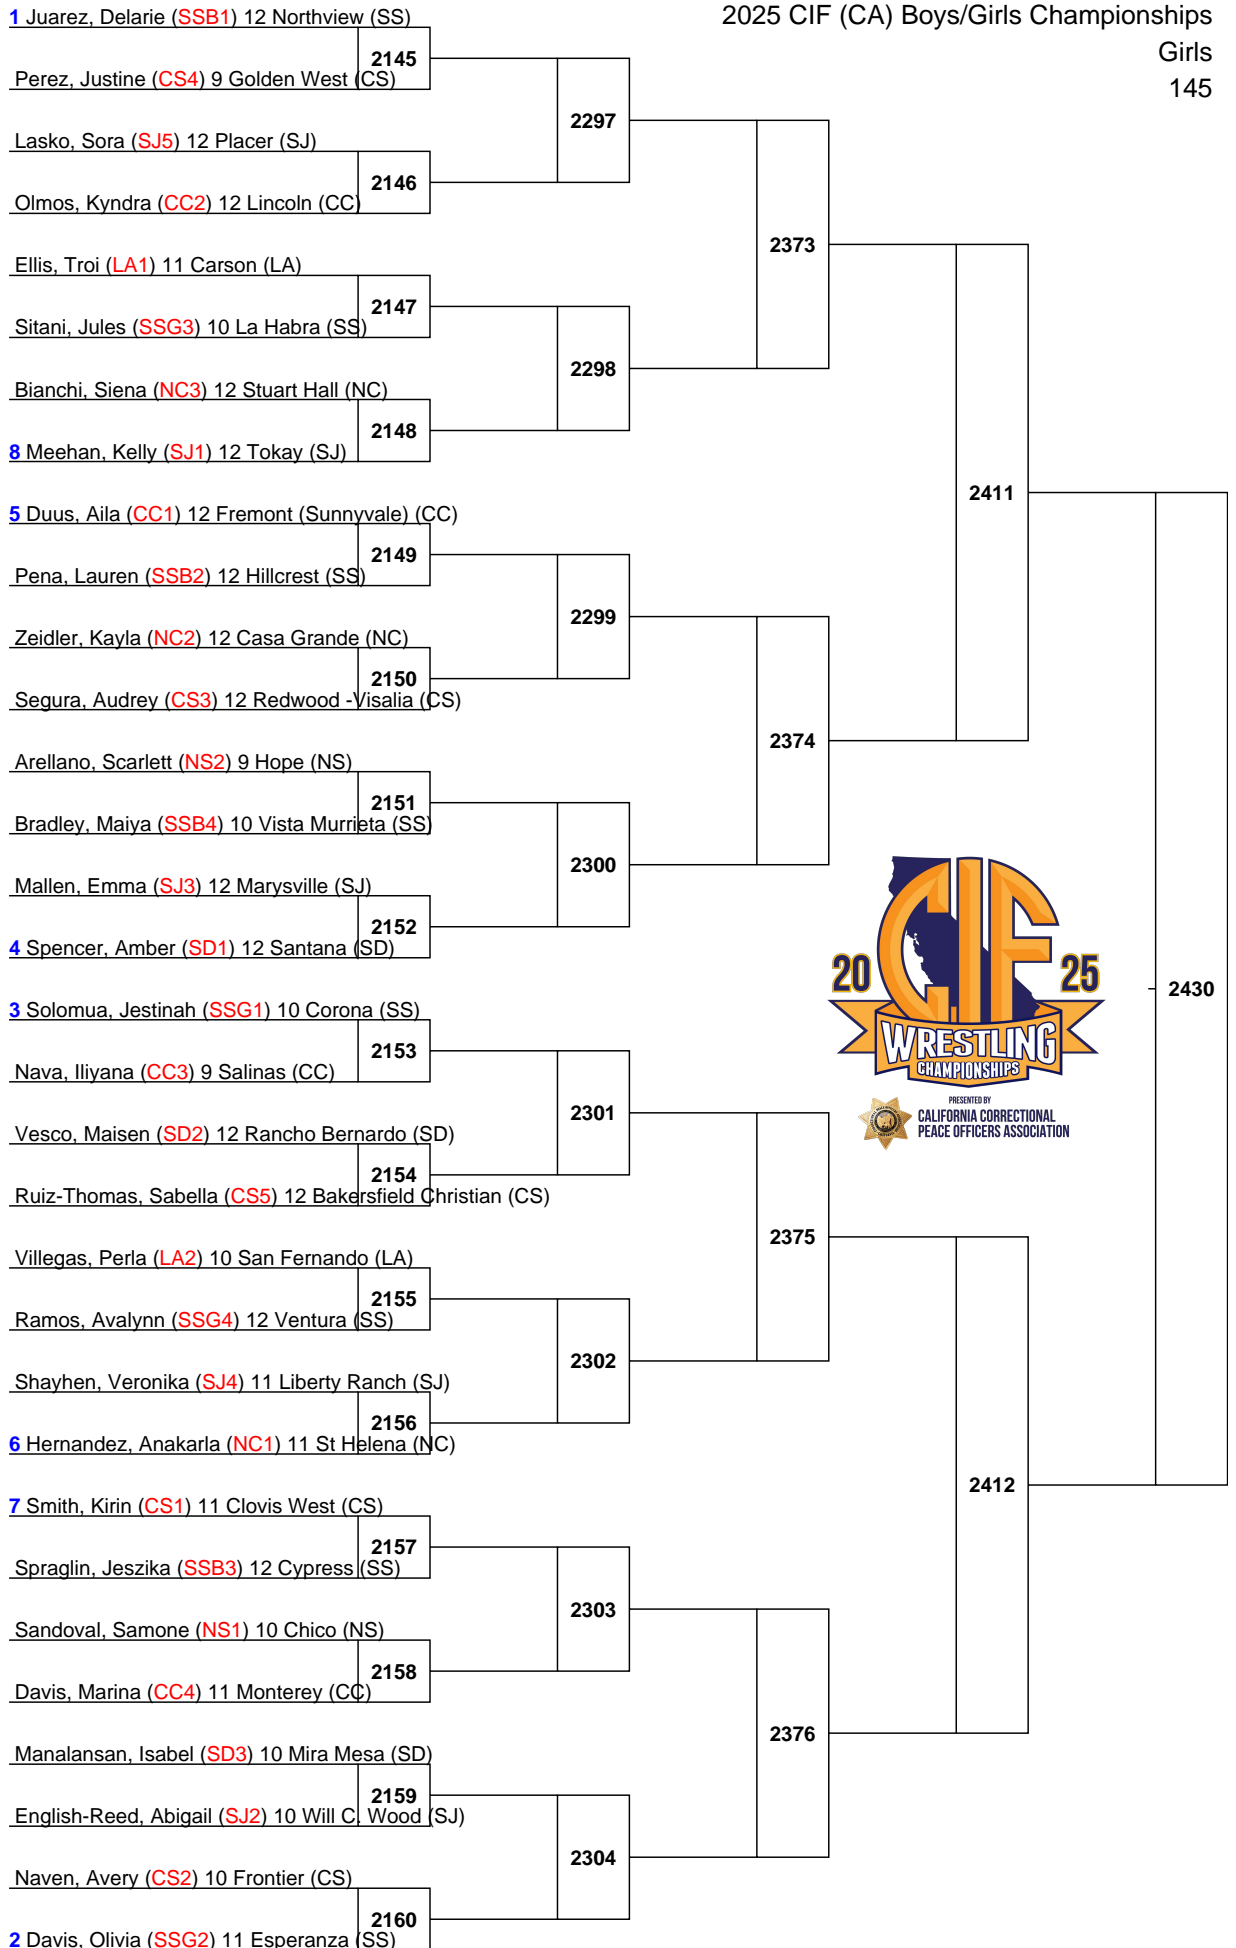 1 Juarez, Delarie (SSB1) 12 Northview (SS)
2025 CIF (CA) Boys/Girls Championships
Girls
145
2145
Perez, Justine (CS4) 9 Golden West (CS)
2297
Lasko, Sora (SJ5) 12 Placer (SJ)
2146
Olmos, Kyndra (CC2) 12 Lincoln (CC)
2373
Ellis, Troi (LA1) 11 Carson (LA)
2147
Sitani, Jules (SSG3) 10 La Habra (SS)
2298
Bianchi, Siena (NC3) 12 Stuart Hall (NC)
2148
8 Meehan, Kelly (SJ1) 12 Tokay (SJ)
2411
5 Duus, Aila (CC1) 12 Fremont (Sunnyvale) (CC)
2149
Pena, Lauren (SSB2) 12 Hillcrest (SS)
2299
Zeidler, Kayla (NC2) 12 Casa Grande (NC)
2150
Segura, Audrey (CS3) 12 Redwood -Visalia (CS)
2374
Arellano, Scarlett (NS2) 9 Hope (NS)
2151
Bradley, Maiya (SSB4) 10 Vista Murrieta (SS)
2300
Mallen, Emma (SJ3) 12 Marysville (SJ)
2152
4 Spencer, Amber (SD1) 12 Santana (SD)
CIF
20 25
2430
3 Solomua, Jestinah (SSG1) 10 Corona (SS)
WRESTLING
2153
CHAMPIONSHIPS
Nava, Iliyana (CC3) 9 Salinas (CC)
PRESENTED BY
2301
CALIFORNIA CORRECTIONAL
PEACE OFFICERS ASSOCIATION
Vesco, Maisen (SD2) 12 Rancho Bernardo (SD)
2154
Ruiz-Thomas, Sabella (CS5) 12 Bakersfield Christian (CS)
2375
Villegas, Perla (LA2) 10 San Fernando (LA)
2155
Ramos, Avalynn (SSG4) 12 Ventura (SS)
2302
Shayhen, Veronika (SJ4) 11 Liberty Ranch (SJ)
2156
6 Hernandez, Anakarla (NC1) 11 St Helena (NC)
2412
7 Smith, Kirin (CS1) 11 Clovis West (CS)
2157
Spraglin, Jeszika (SSB3) 12 Cypress (SS)
2303
Sandoval, Samone (NS1) 10 Chico (NS)
2158
Davis, Marina (CC4) 11 Monterey (CC)
2376
Manalansan, Isabel (SD3) 10 Mira Mesa (SD)
2159
English-Reed, Abigail (SJ2) 10 Will C. Wood (SJ)
2304
Naven, Avery (CS2) 10 Frontier (CS)
2160
2 Davis, Olivia (SSG2) 11 Esperanza (SS)